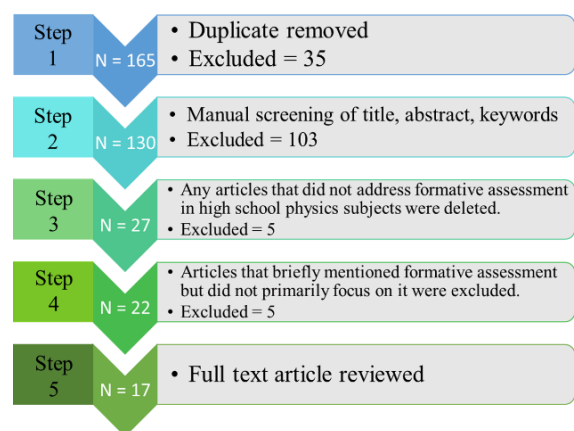 Step
1
N = 165
• Duplicate removed
• Excluded = 35
Step
2
N = 130
• Manual screening of title, abstract, keywords
• Excluded = 103
Step
3
N = 27
• Any articles that did not address formative assessment
in high school physics subjects were deleted.
• Excluded = 5
Step
4
N = 22
• Articles that briefly mentioned formative assessment
but did not primarily focus on it were excluded.
• Excluded = 5
Step
5
N = 17
• Full text article reviewed